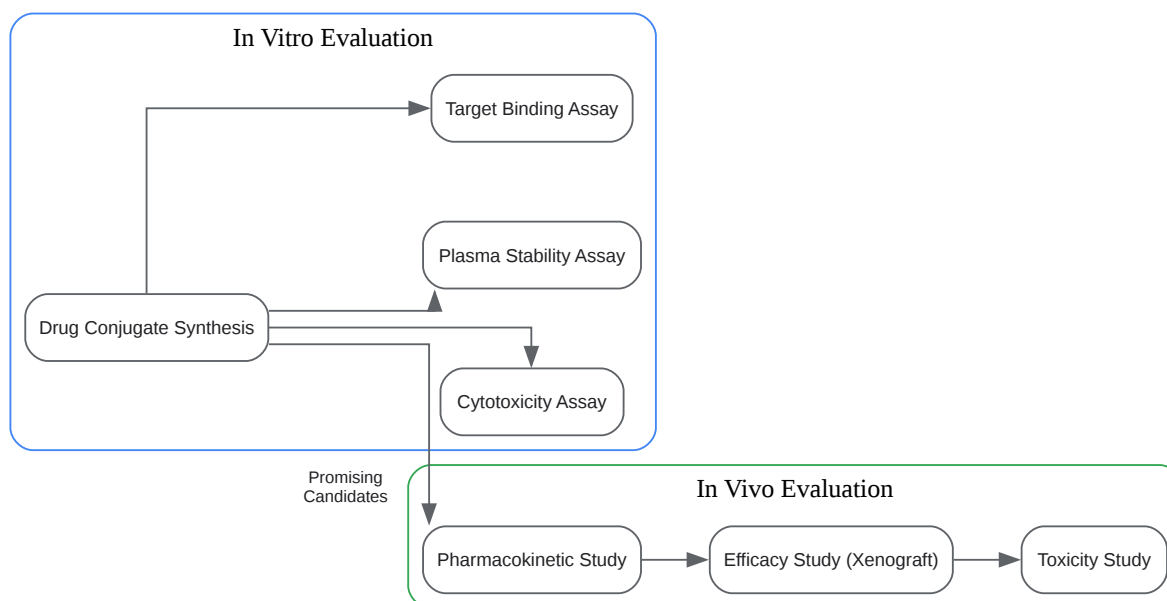 In Vitro Evaluation
Target Binding Assay
Plasma Stability Assay
Drug Conjugate Synthesis
Cytotoxicity Assay
Promising
Candidates
In Vivo Evaluation
Pharmacokinetic Study
Efficacy Study (Xenograft)
Toxicity Study